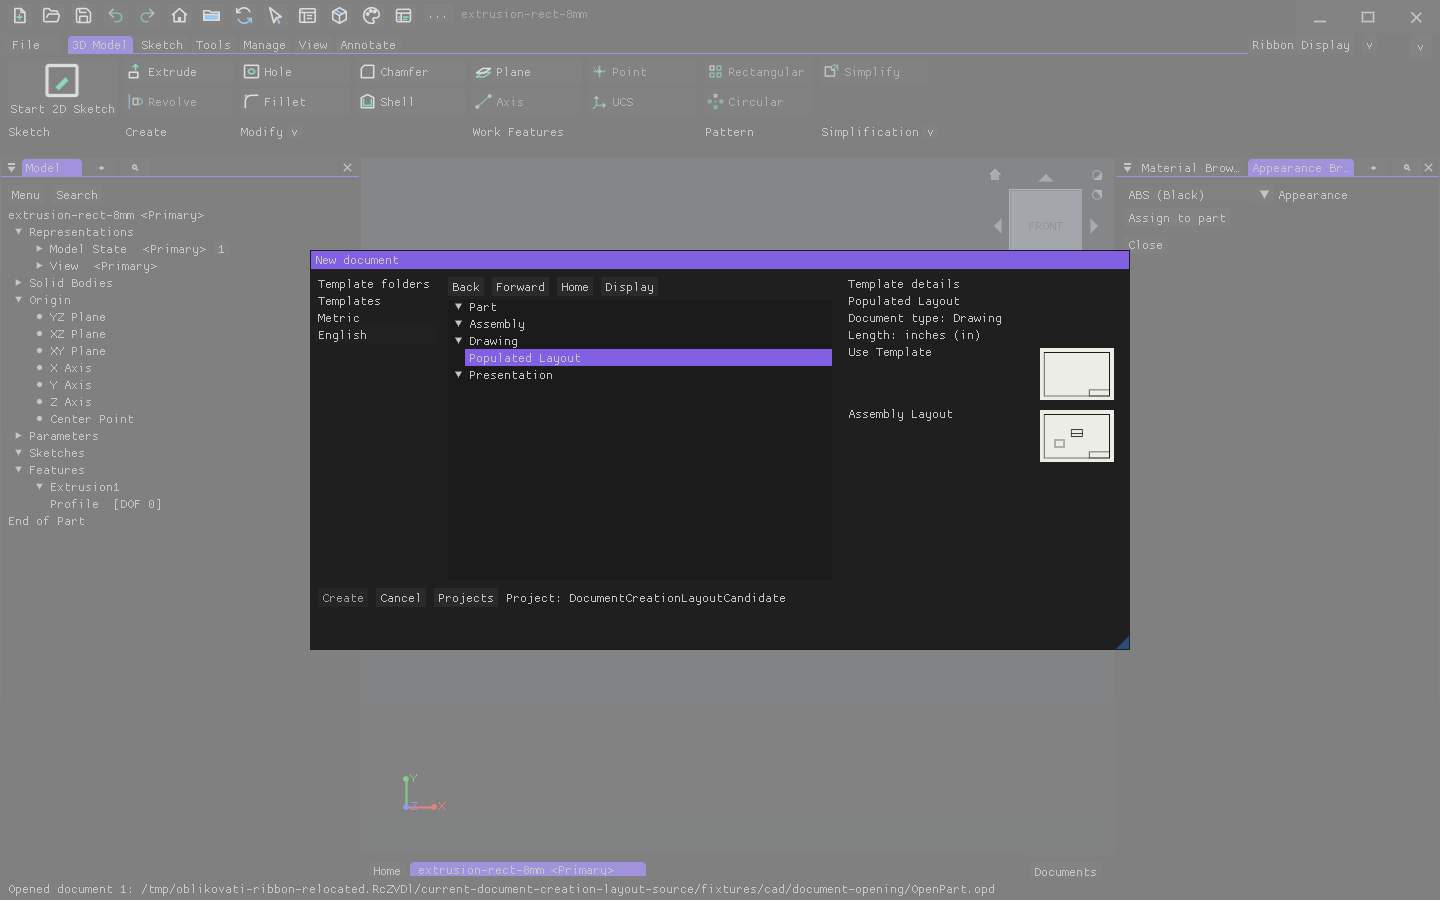 ... extrusion-rect-8mm
File 3D Model Sketch Tools Manage View Annotate Ribbon Display v v
Start 2D Sketch
Extrude
Revolve
Hole
Fillet
Chamfer
Shell
Plane
Axis
Point
UCS
Rectangular
Circular
Simplify
Sketch Create Modify v Work Features Pattern Simplification v
Model
Menu Search
extrusion-rect-8mm <Primary>
Representations
Model State <Primary> 1
View <Primary>
Solid Bodies
Origin
YZ Plane
XZ Plane
XY Plane
X Axis
Y Axis
Z Axis
Center Point
Parameters
Sketches
Features
Extrusion1
Profile [DOF 0]
End of Part
FRONT
Material Brow…
Appearance Br…
ABS (Black) Appearance
Assign to part
Close
New document
Template folders
Templates
Metric
English
Back Forward Home Display
Part
Assembly
Drawing
Populated Layout
Presentation
Template details
Populated Layout
Document type: Drawing
Length: inches (in)
Use Template
Assembly Layout
Create Cancel Projects Project: DocumentCreationLayoutCandidate
Y
Z X
Home extrusion-rect-8mm <Primary> Documents
Opened document 1: /tmp/oblikovati-ribbon-relocated.RcZVDl/current-document-creation-layout-source/fixtures/cad/document-opening/OpenPart.opd